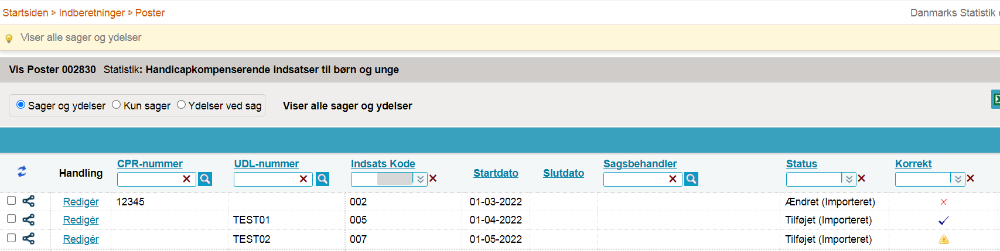 Startsiden Indberetninger Poster
Danmarks Statistik
Viser alle sager og ydelser
Vis Poster 002830 Statistik: Handicapkompenserende indsatser til børn og unge
Sager og ydelser Kun sager Ydelser ved sag Viser alle sager og ydelser
Handling CPR-nummer UDL-nummer Indsats Kode Startdato Slutdato Sagsbehandler Status Korrekt
Redigér 12345 002 01-03-2022 Ændret (Importeret)
Redigér TEST01 005 01-04-2022 Tilføjet (Importeret)
Redigér TEST02 007 01-05-2022 Tilføjet (Importeret)